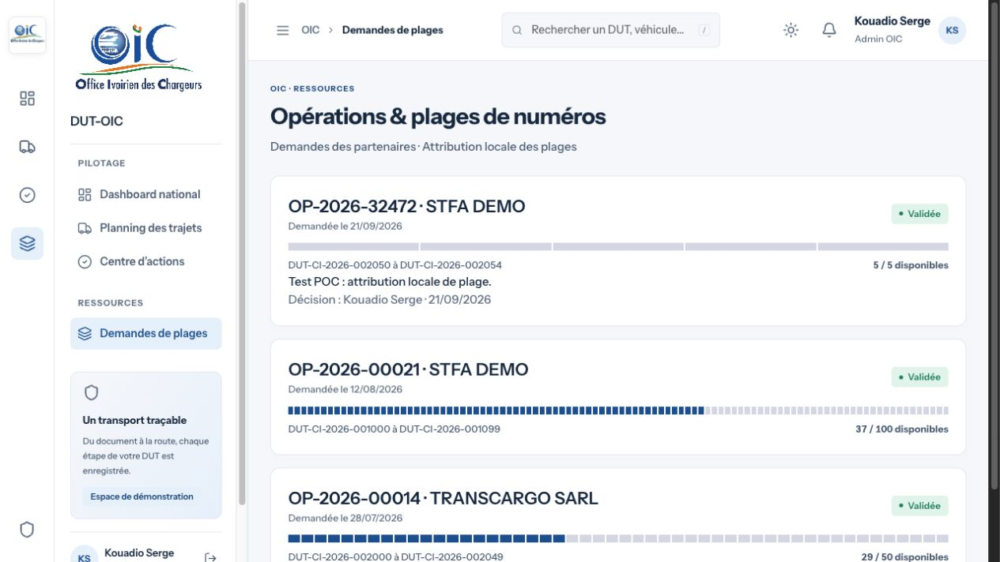 OIC
Office Ivoirien des Chargeurs
OIC
Office Ivoirien des Chargeurs
DUT-OIC
PILOTAGE
Dashboard national
Planning des trajets
Centre d'actions
RESSOURCES
Demandes de plages
Un transport traçable
Du document à la route, chaque
étape de votre DUT est
enregistrée.
Espace de démonstration
KS
Kouadio Serge
OIC > Demandes de plages
Rechercher un DUT, véhicule... /
Kouadio Serge
Admin OIC
KS
OIC · RESSOURCES
Opérations & plages de numéros
Demandes des partenaires · Attribution locale des plages
OP-2026-32472 · STFA DEMO
Demandée le 21/09/2026
Validée
DUT-CI-2026-002050 à DUT-CI-2026-002054
5 / 5 disponibles
Test POC : attribution locale de plage.
Décision : Kouadio Serge · 21/09/2026
OP-2026-00021 · STFA DEMO
Demandée le 12/08/2026
Validée
DUT-CI-2026-001000 à DUT-CI-2026-001099
37 / 100 disponibles
OP-2026-00014 · TRANSCARGO SARL
Demandée le 28/07/2026
Validée
DUT-CI-2026-002000 à DUT-CI-2026-002049
29 / 50 disponibles